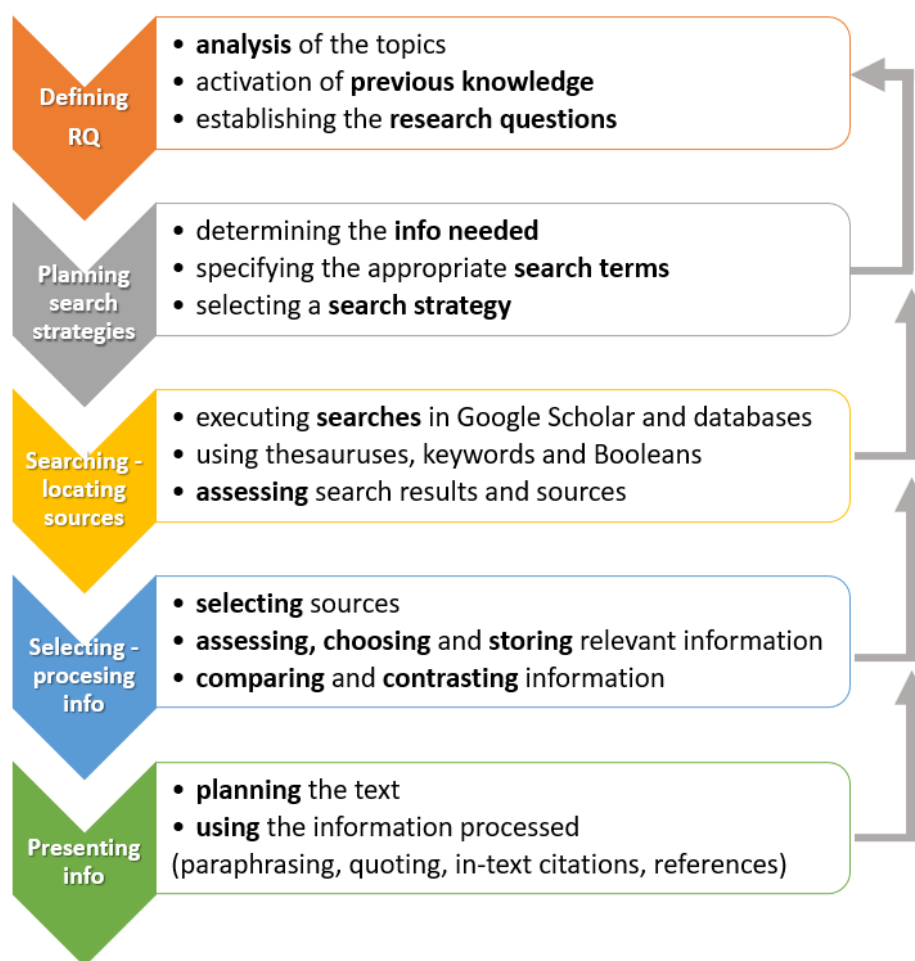 Defining
RQ
• analysis of the topics
• activation of previous knowledge
• establishing the research questions
Planning
search
strategies
• determining the info needed
• specifying the appropriate search terms
• selecting a search strategy
Searching -
locating
sources
• executing searches in Google Scholar and databases
• using thesauruses, keywords and Booleans
• assessing search results and sources
Selecting -
procesing
info
• selecting sources
• assessing, choosing and storing relevant information
• comparing and contrasting information
Presenting
info
• planning the text
• using the information processed
(paraphrasing, quoting, in-text citations, references)